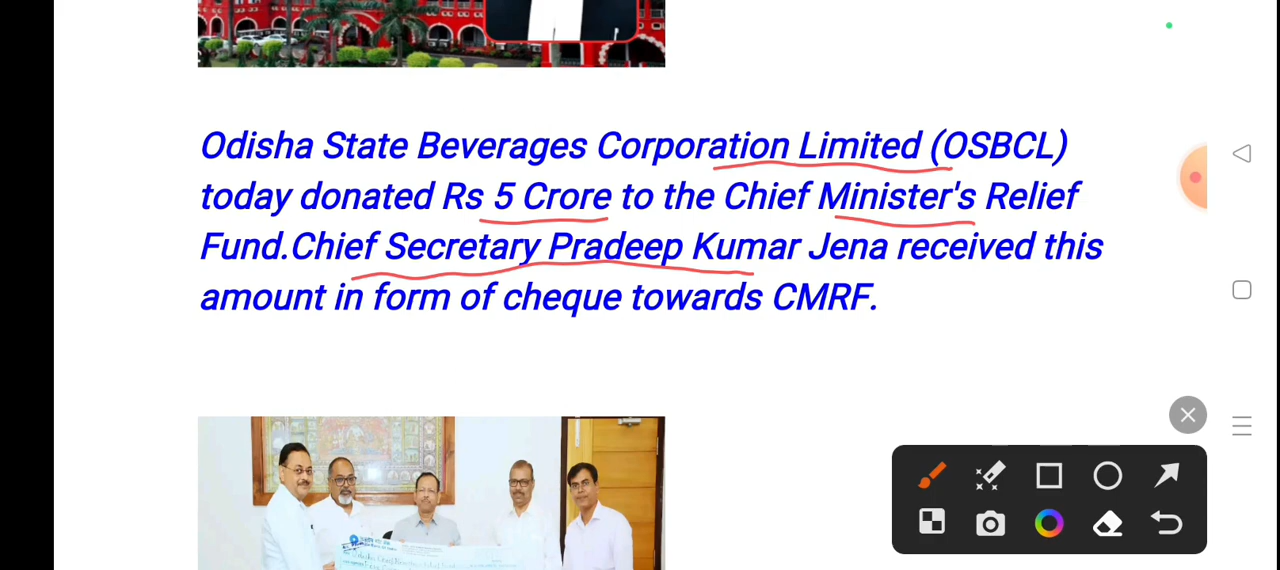 Odisha State Beverages Corporation Limited (OSBCL)
today donated Rs 5 Crore to the Chief Minister's Relief
Fund.Chief Secretary Pradeep Kumar Jena received this
amount in form of cheque towards CMRF.